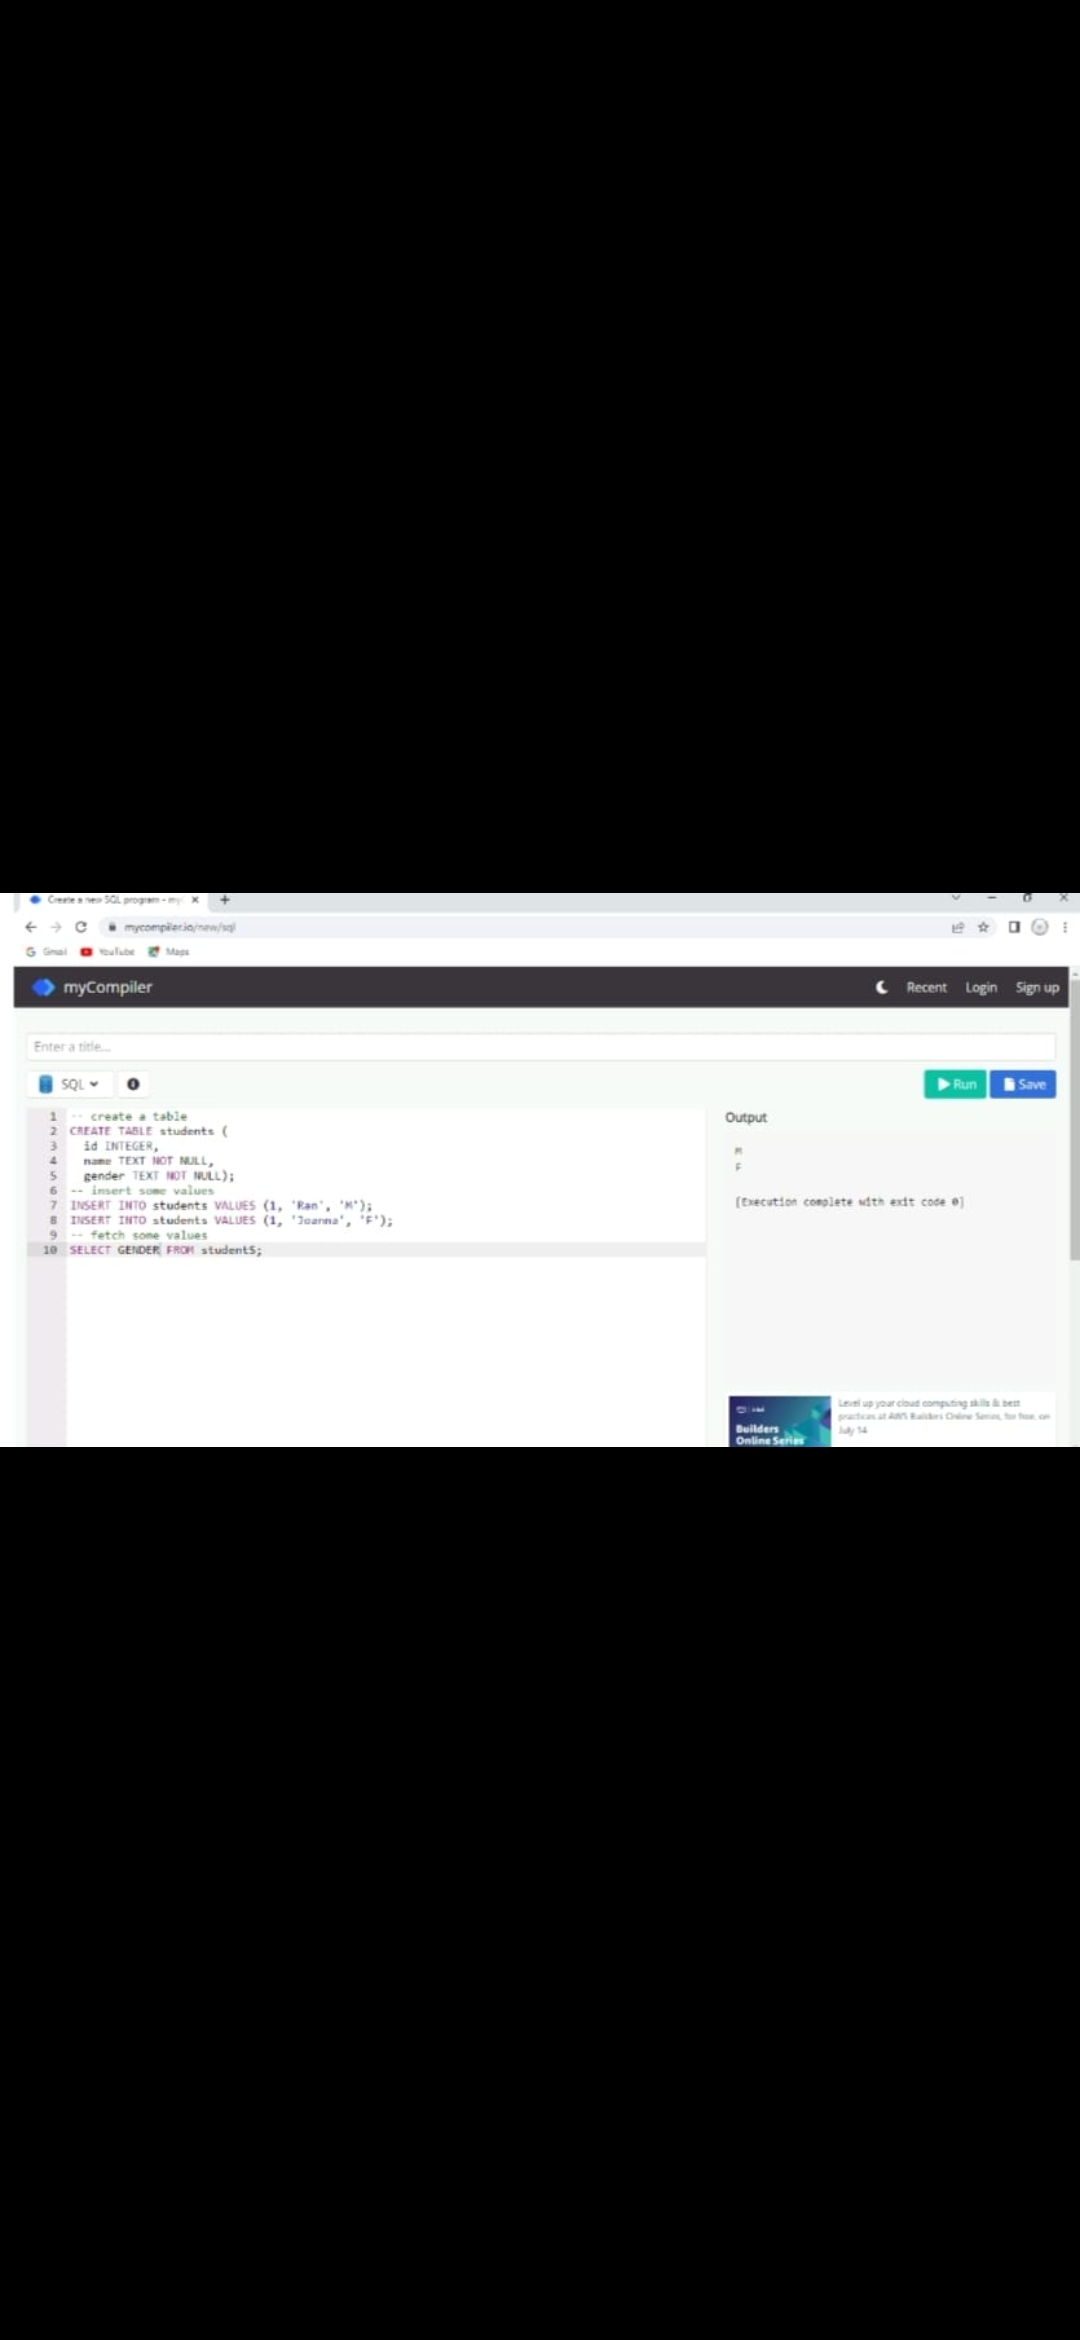 Create a new SQL program - my
mycompiler.io/new/sql
Gmail YouTube Maps
myCompiler
Recent Login Sign up
Enter a title...
SQL
Run Save
Output
1 -- create a table
2 CREATE TABLE students (
3 id INTEGER,
4 name TEXT NOT NULL,
5 gender TEXT NOT NULL);
6 -- insert some values
7 INSERT INTO students VALUES (1, 'Ran', 'M');
8 INSERT INTO students VALUES (1, 'Joanna', 'F');
9 -- fetch some values
10 SELECT GENDER FROM studentS;
M
F
[Execution complete with exit code 0]
Builders
Online Series
Level up your cloud computing skills & best
practices at AWS Builders Online Series, for free, on
July 14